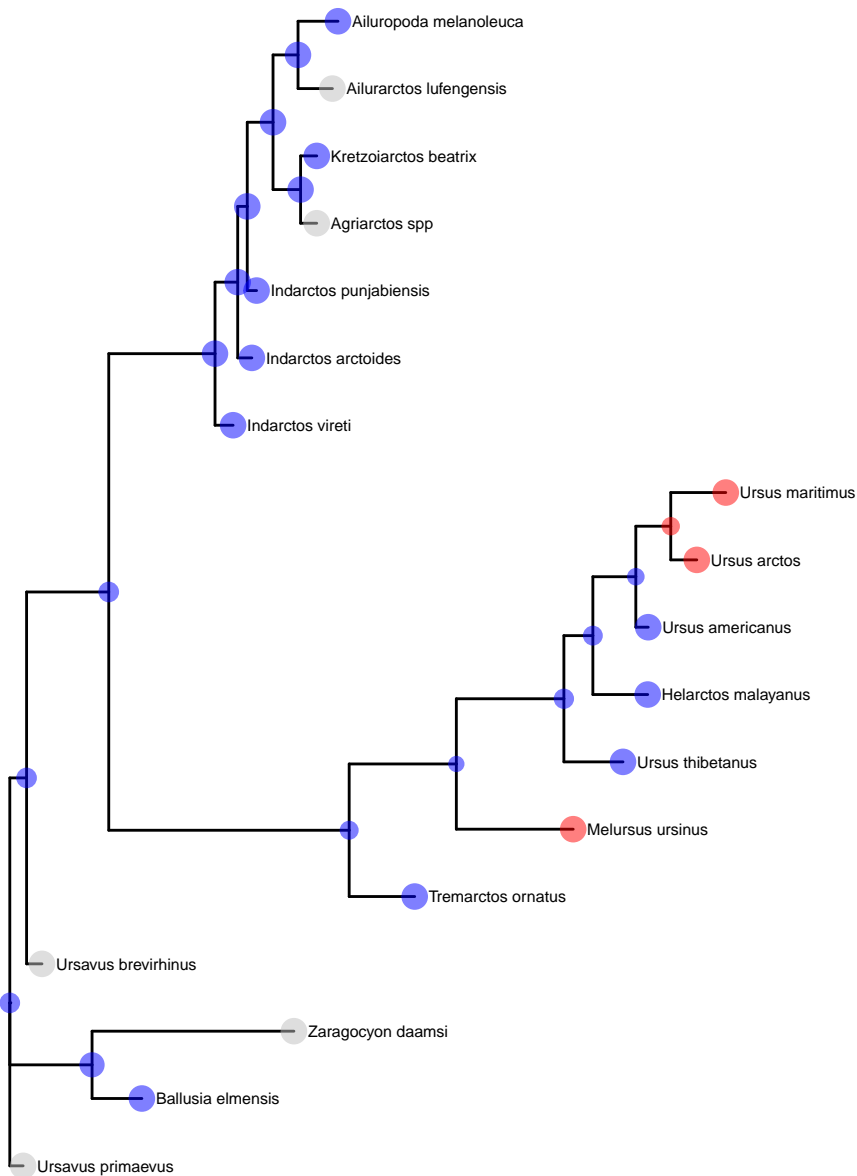 Ailuropoda melanoleuca
Ailurarctos lufengensis
Kretzoiarctos beatrix
Agriarctos spp
Indarctos punjabiensis
Indarctos arctoides
Indarctos vireti
Ursus maritimus
Ursus arctos
Ursus americanus
Helarctos malayanus
Ursus thibetanus
Melursus ursinus
Tremarctos ornatus
Ursavus brevirhinus
Zaragocyon daamsi
Ballusia elmensis
Ursavus primaevus